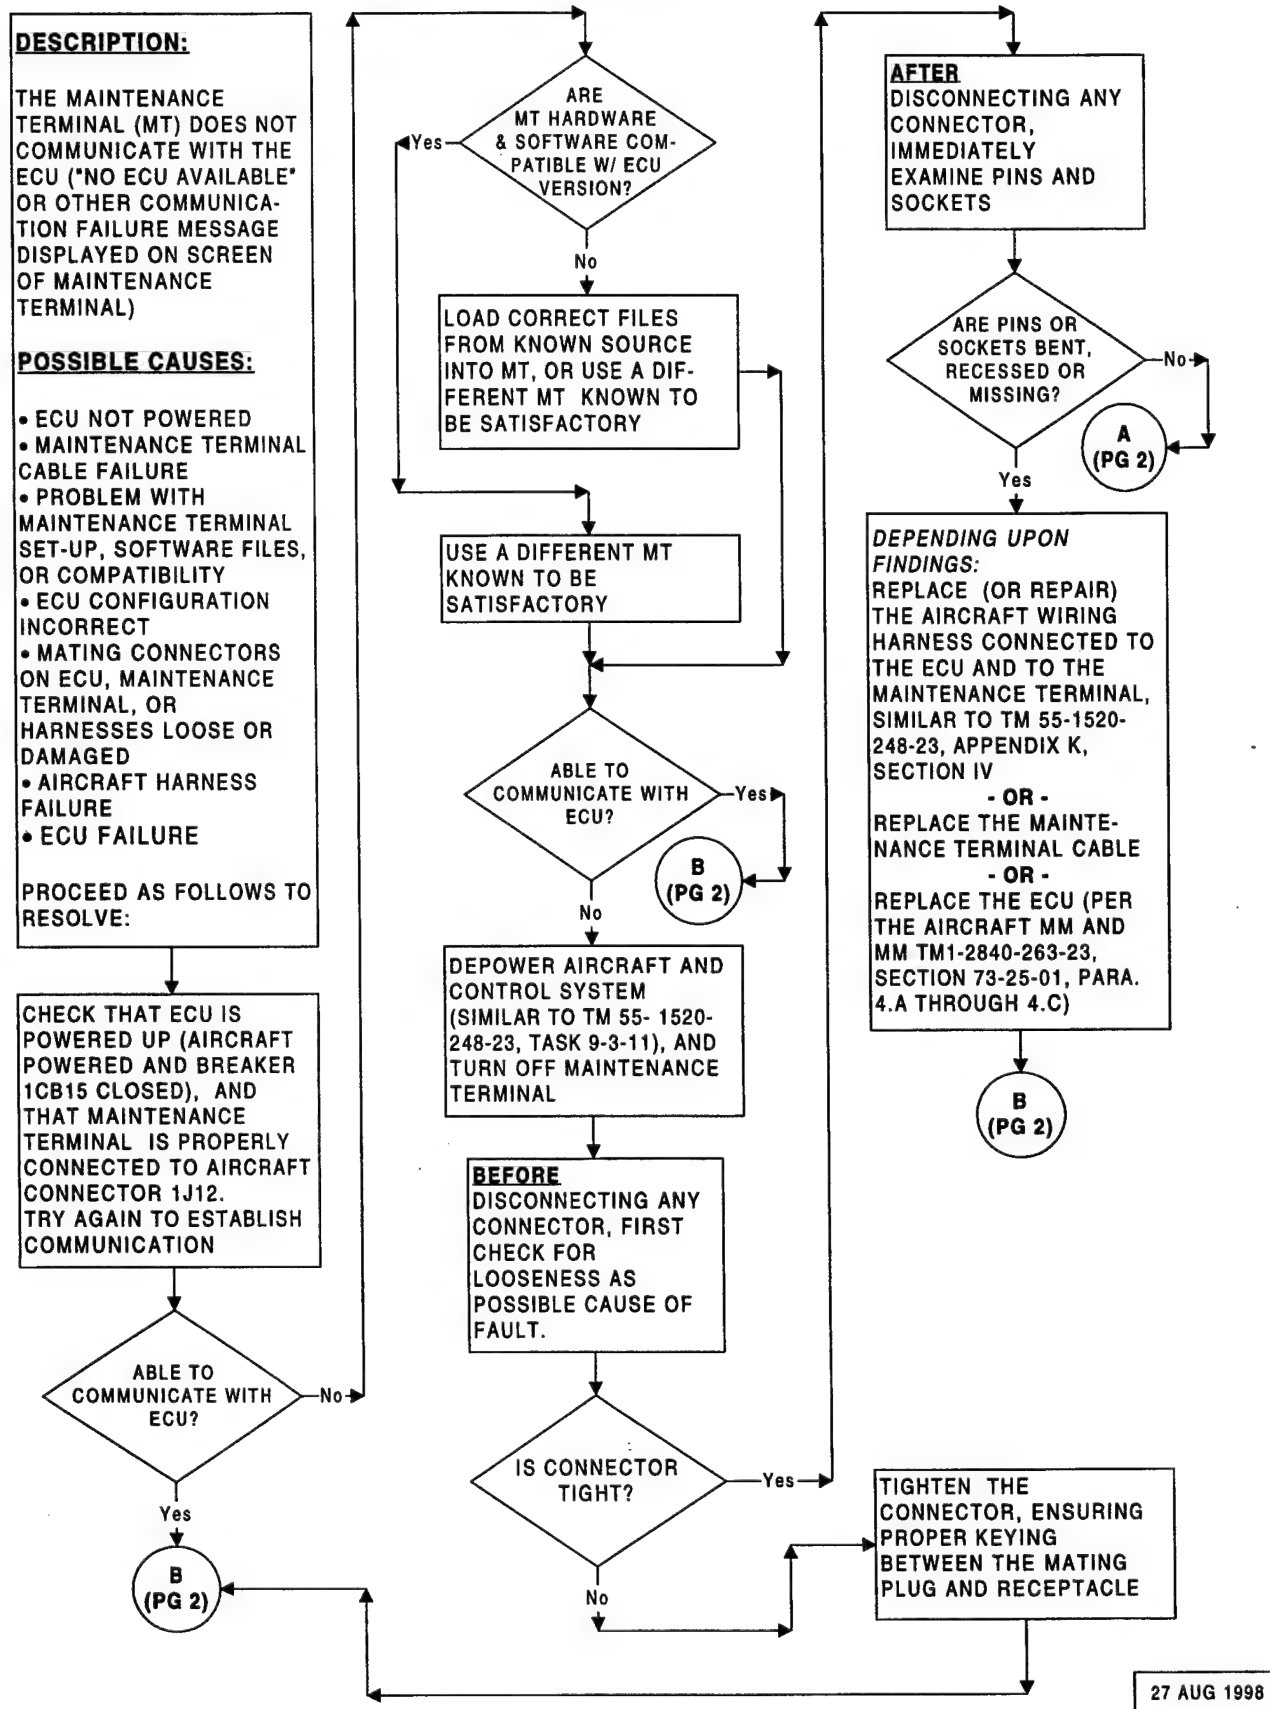 DESCRIPTION:
THE MAINTENANCE
TERMINAL (MT) DOES NOT
COMMUNICATE WITH THE
ECU ("NO ECU AVAILABLE"
OR OTHER COMMUNICA-
TION FAILURE MESSAGE
DISPLAYED ON SCREEN
OF MAINTENANCE
TERMINAL)
POSSIBLE CAUSES:
• ECU NOT POWERED
• MAINTENANCE TERMINAL
CABLE FAILURE
• PROBLEM WITH
MAINTENANCE TERMINAL
SET-UP, SOFTWARE FILES,
OR COMPATIBILITY
• ECU CONFIGURATION
INCORRECT
• MATING CONNECTORS
ON ECU, MAINTENANCE
TERMINAL, OR
HARNESSES LOOSE OR
DAMAGED
• AIRCRAFT HARNESS
FAILURE
• ECU FAILURE
PROCEED AS FOLLOWS TO
RESOLVE:
CHECK THAT ECU IS
POWERED UP (AIRCRAFT
POWERED AND BREAKER
1CB15 CLOSED), AND
THAT MAINTENANCE
TERMINAL IS PROPERLY
CONNECTED TO AIRCRAFT
CONNECTOR 1J12.
TRY AGAIN TO ESTABLISH
COMMUNICATION
ABLE TO
COMMUNICATE WITH
ECU?
No
Yes
B
(PG 2)
ARE
MT HARDWARE
& SOFTWARE COM-
PATIBLE W/ ECU
VERSION?
Yes
No
LOAD CORRECT FILES
FROM KNOWN SOURCE
INTO MT, OR USE A DIF-
FERENT MT KNOWN TO
BE SATISFACTORY
USE A DIFFERENT MT
KNOWN TO BE
SATISFACTORY
ABLE TO
COMMUNICATE WITH
ECU?
Yes
B
(PG 2)
No
DEPOWER AIRCRAFT AND
CONTROL SYSTEM
(SIMILAR TO TM 55- 1520-
248-23, TASK 9-3-11), AND
TURN OFF MAINTENANCE
TERMINAL
BEFORE
DISCONNECTING ANY
CONNECTOR, FIRST
CHECK FOR
LOOSENESS AS
POSSIBLE CAUSE OF
FAULT.
IS CONNECTOR
TIGHT?
Yes
No
AFTER
DISCONNECTING ANY
CONNECTOR,
IMMEDIATELY
EXAMINE PINS AND
SOCKETS
ARE PINS OR
SOCKETS BENT,
RECESSED OR
MISSING?
No
A
(PG 2)
Yes
DEPENDING UPON
FINDINGS:
REPLACE (OR REPAIR)
THE AIRCRAFT WIRING
HARNESS CONNECTED TO
THE ECU AND TO THE
MAINTENANCE TERMINAL,
SIMILAR TO TM 55-1520-
248-23, APPENDIX K,
SECTION IV
- OR -
REPLACE THE MAINTE-
NANCE TERMINAL CABLE
- OR -
REPLACE THE ECU (PER
THE AIRCRAFT MM AND
MM TM1-2840-263-23,
SECTION 73-25-01, PARA.
4.A THROUGH 4.C)
B
(PG 2)
TIGHTEN THE
CONNECTOR, ENSURING
PROPER KEYING
BETWEEN THE MATING
PLUG AND RECEPTACLE
27 AUG 1998